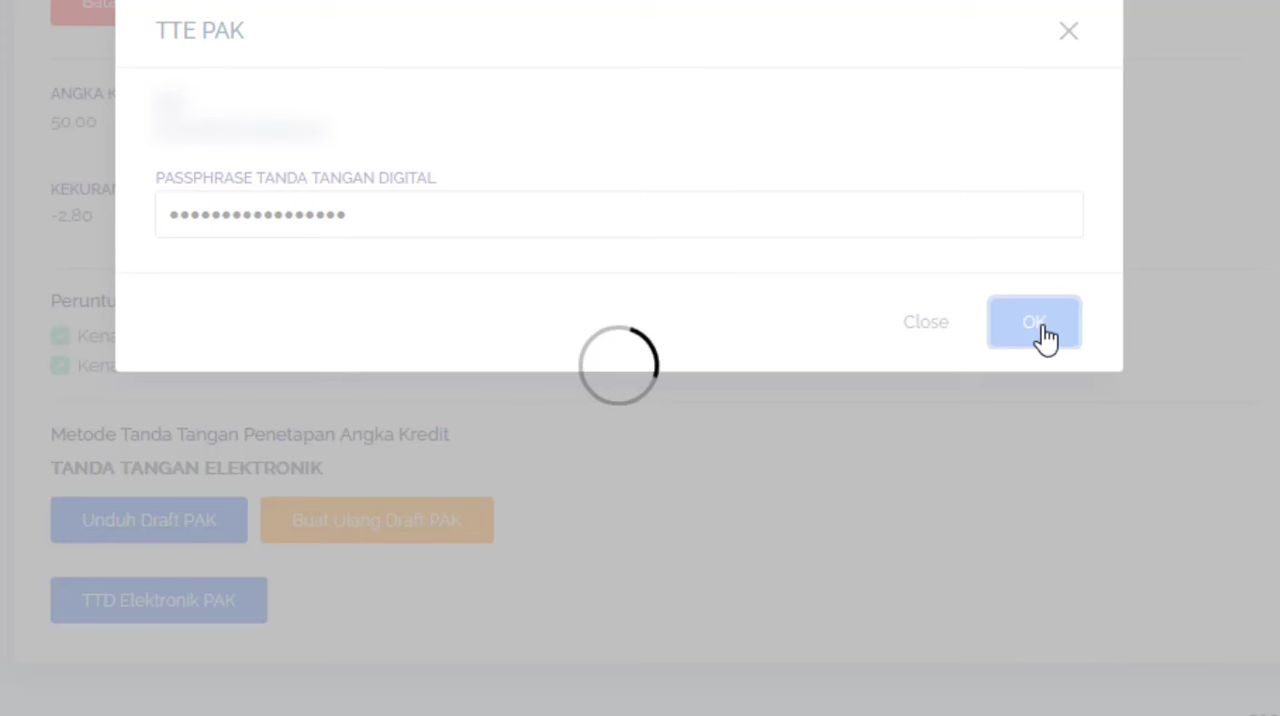 Bata
TTE PAK
ANGKA K
50.00
PASSPHRASE TANDA TANGAN DIGITAL
KEKURAN
-2.80
Close
OK
Peruntu
Kena
Kena
Metode Tanda Tangan Penetapan Angka Kredit
TANDA TANGAN ELEKTRONIK
Unduh Draft PAK
Buat Ulang Draft PAK
TTD Elektronik PAK